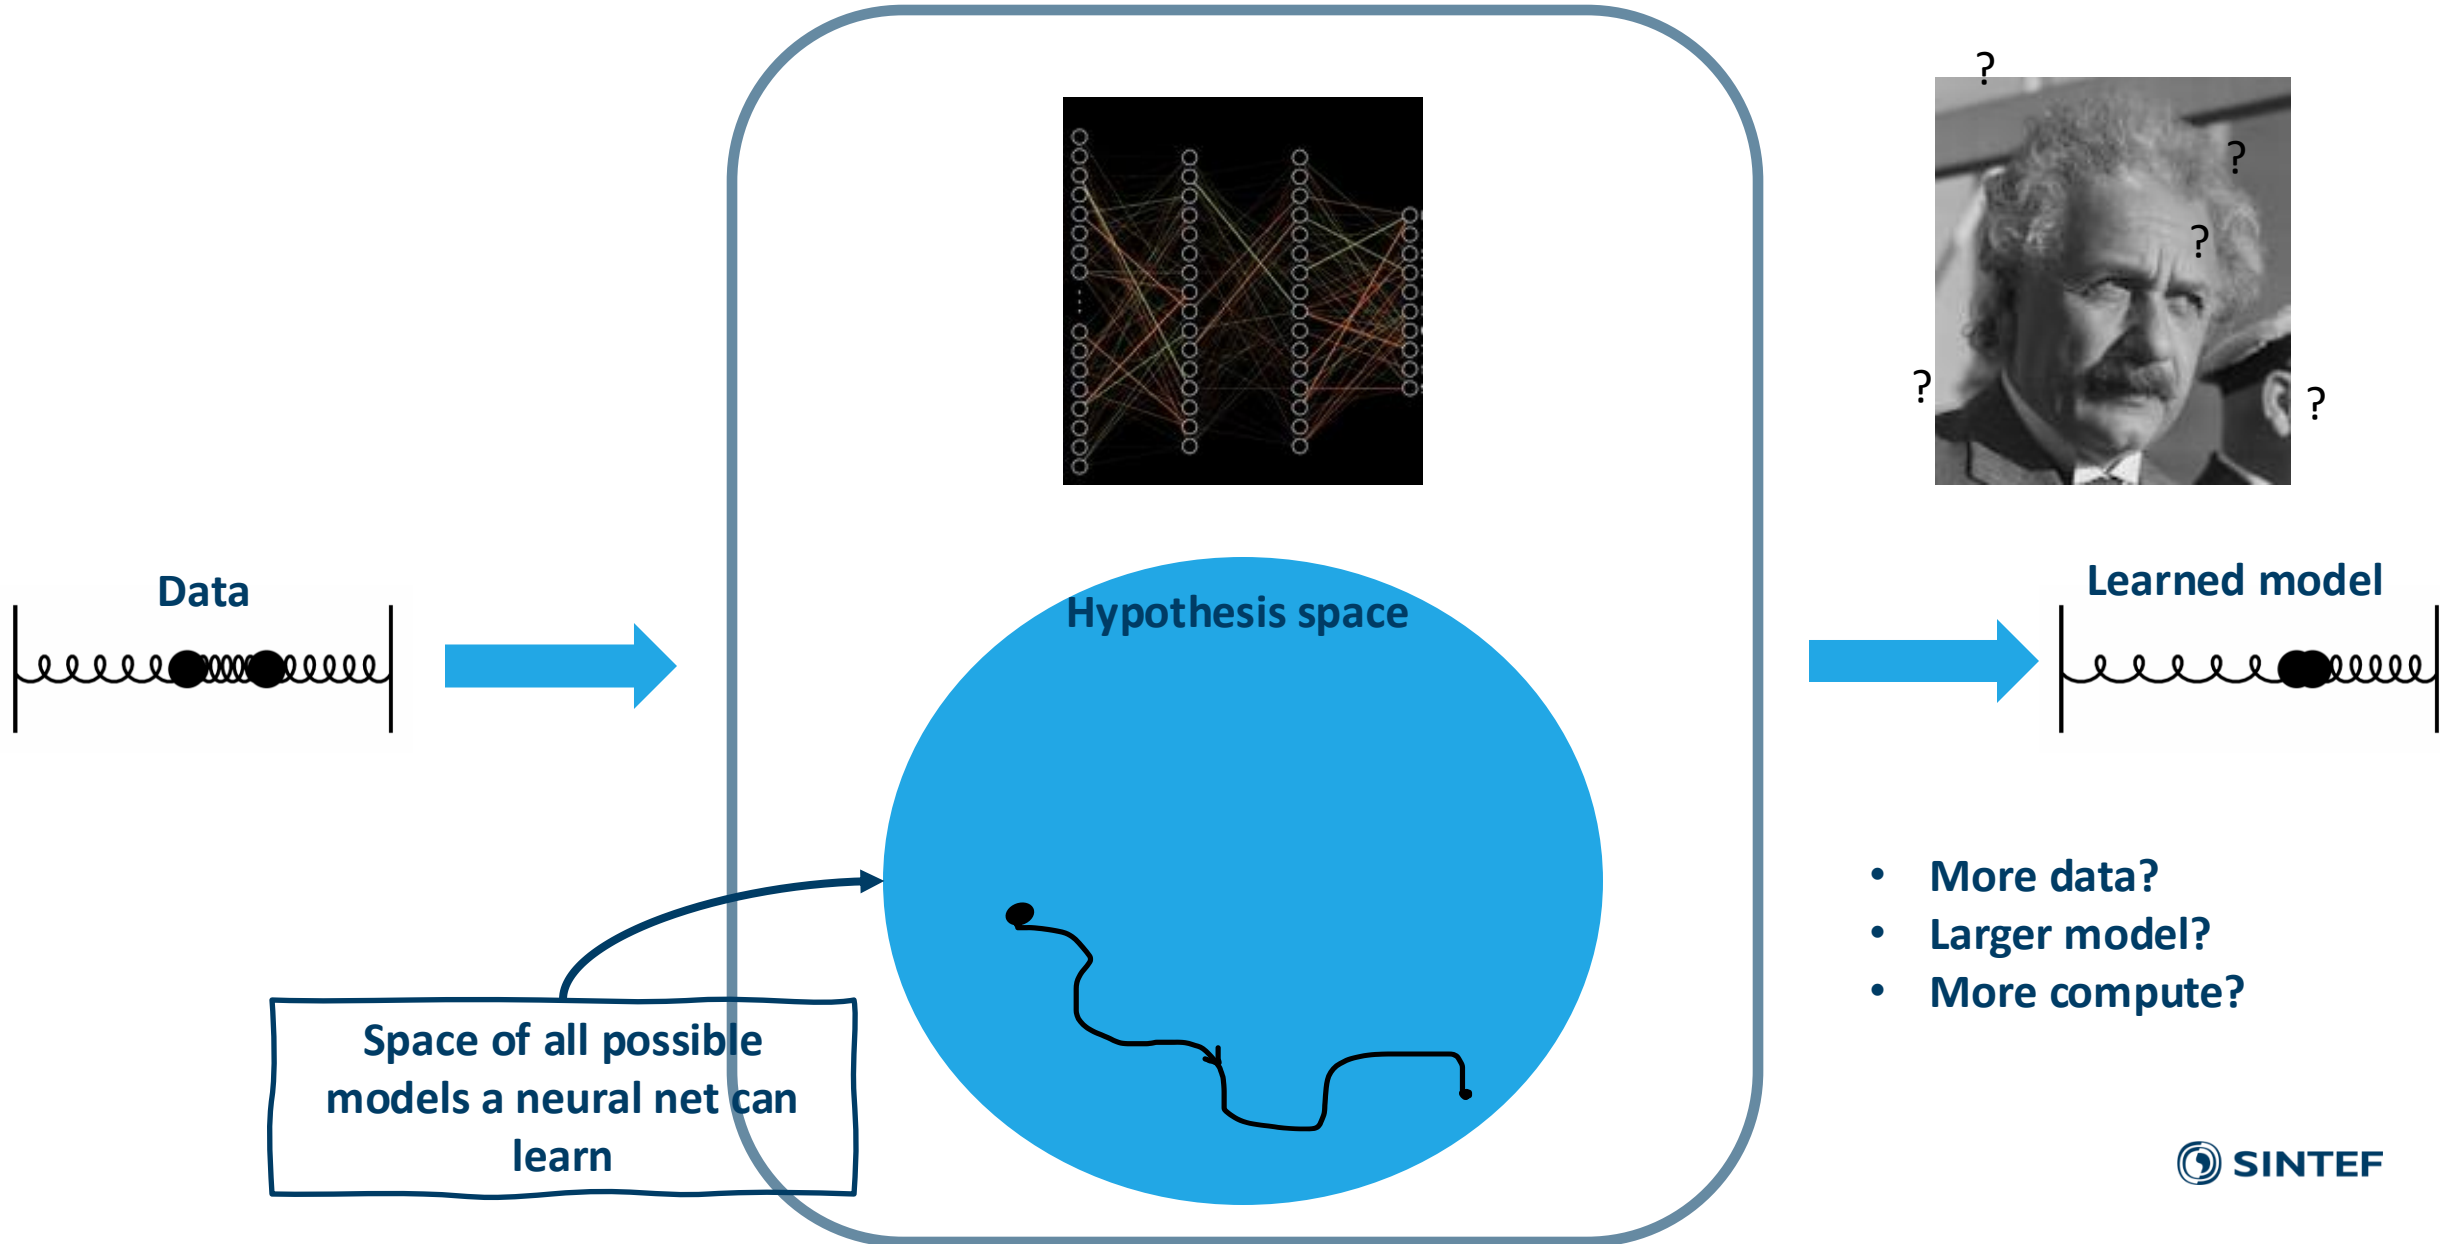 ?
?
?
?
?
Data
Hypothesis space
Learned model
Space of all possible
models a neural net can
learn
• More data?
• Larger model?
• More compute?
SINTEF